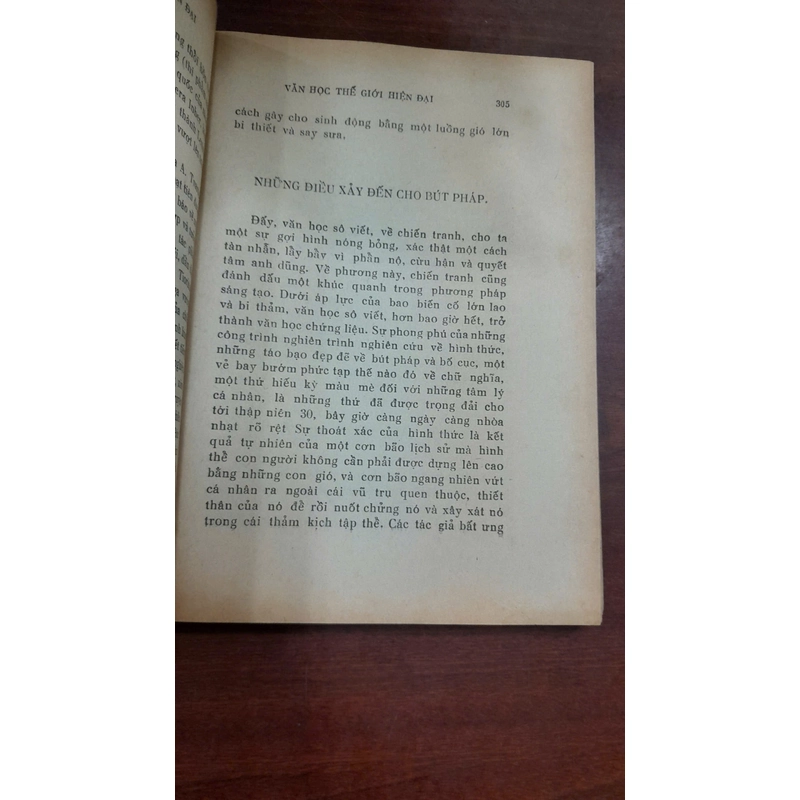 VĂN HỌC THẾ GIỚI HIỆN ĐẠI 305
cách gây cho sinh động bằng một luồng gió lớn
bi thiết và say sưa.
NHỮNG ĐIỀU XẢY ĐẾN CHO BÚT PHÁP.
Đấy, văn học sô viết, về chiến tranh, cho ta
một sự gợi hình nóng bỏng, xác thật một cách
tàn nhẫn, lầy bầy vì phẫn nộ, cừu hận và quyết
tâm anh dũng. Về phương này, chiến tranh cũng
đánh dấu một khúc quanh trong phương pháp
sáng tạo. Dưới áp lực của bao biến cố lớn lao
và bi thảm, văn học sô viết, hơn bao giờ hết, trở
thành văn học chứng liệu. Sự phong phú của những
công trình nghiên trình nghiên cứu về hình thức,
những táo bạo đẹp đẽ về bút pháp và bố cục, một
vẻ bay bướm phức tạp thế nào đó về chữ nghĩa,
một thứ hiếu kỳ màu mè đối với những tâm lý
cá nhân, là những thứ đã được trọng đãi cho
tới thập niên 30, bây giờ càng ngày càng nhòa
nhạt rõ rệt Sự thoát xác của hình thức là kết
quả tự nhiên của một cơn bão lịch sử mà hình
thể con người không cần phải được dựng lên cao
bằng những con gió, và cơn bão ngang nhiên vứt
cá nhân ra ngoài cái vũ trụ quen thuộc, thiết
thân của nó để rồi nuốt chửng nó và xây xát nó
trong cái thảm kịch tập thể. Các tác giả bất ưng